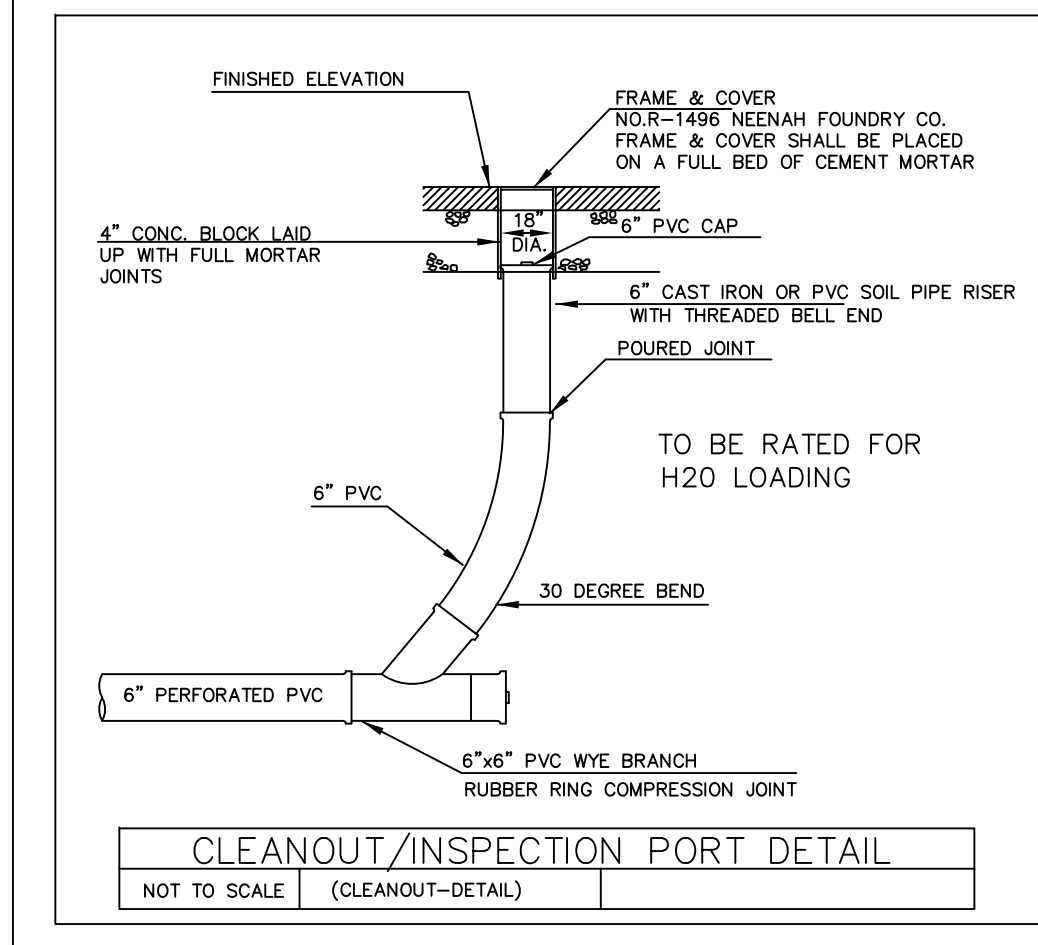 FINISHED ELEVATION
FRAME & COVER
NO.R-1496 NEENAH FOUNDRY CO.
FRAME & COVER SHALL BE PLACED
ON A FULL BED OF CEMENT MORTAR
18"
DIA.
6" PVC CAP
4" CONC. BLOCK LAID
UP WITH FULL MORTAR
JOINTS
6" CAST IRON OR PVC SOIL PIPE RISER
WITH THREADED BELL END
POURED JOINT
TO BE RATED FOR
H20 LOADING
6" PVC
30 DEGREE BEND
6" PERFORATED PVC
6"x6" PVC WYE BRANCH
RUBBER RING COMPRESSION JOINT
CLEANOUT/INSPECTION PORT DETAIL
NOT TO SCALE
(CLEANOUT-DETAIL)